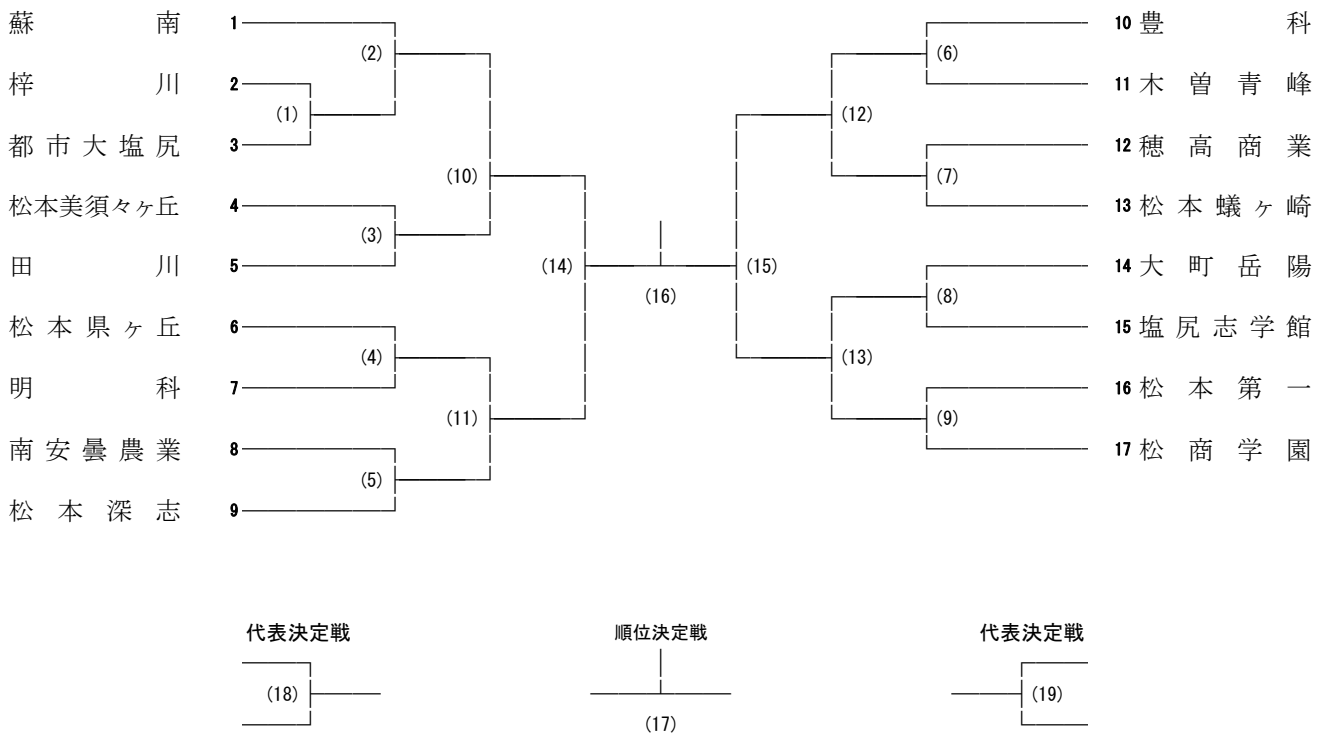 蘇南 1
(2)
梓川 2
(1)
都市大塩尻 3
(10)
松本美須々ヶ丘 4
(3)
田川 5
(14)
松本県ヶ丘 6
(4)
明科 7
(11)
南安曇農業 8
(5)
松本深志 9
(16)
10 豊科
(6)
11 木曽青峰
(12)
12 穂高商業
(7)
13 松本蟻ヶ崎
(15)
14 大町岳陽
(8)
15 塩尻志学館
(13)
16 松本第一
(9)
17 松商学園
代表決定戦
(18)
順位決定戦
(17)
代表決定戦
(19)